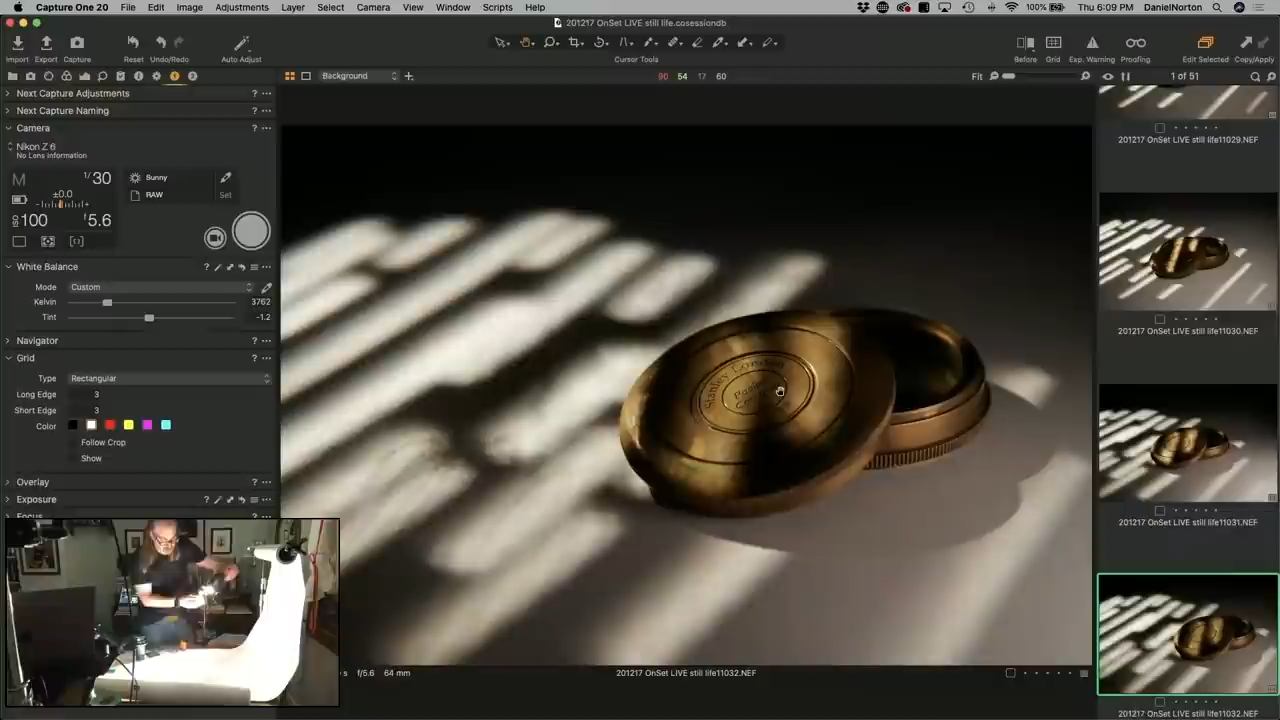 Capture One 20 File Edit View Image Adjustments Layer Select Camera View Window Scripts Help 100% Thu 6:09 PM DanielNorton
201217 OnSet LIVE still life.cosessiondb
Import Export Capture Reset Undo/Redo Auto Adjust Cursor Tools Before Grid Exp. Warning Proofing Edit Selected Copy/Apply
Background 90 54 17 60 Fit 1 of 51
Next Capture Adjustments ? ...
Next Capture Naming ? ...
Camera ? ...
Nikon Z 6
No Lens Information
M 1/30 Sunny
±0.0 RAW Set
ISO 100 f 5.6
White Balance ? ...
Mode Custom
Kelvin 3762
Tint -1.2
Navigator ? ...
Grid ? ...
Type Rectangular
Long Edge 3
Short Edge 3
Color
Follow Crop
Show
Overlay ? ...
Exposure ? ...
Focus
Stanley London
s f/5.6 64 mm 201217 OnSet LIVE still life11032.NEF
201217 OnSet LIVE still life11029.NEF
201217 OnSet LIVE still life11030.NEF
201217 OnSet LIVE still life11031.NEF
201217 OnSet LIVE still life11032.NEF